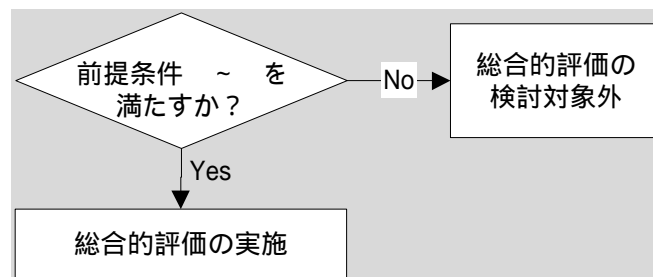 前提条件　～　を
満たすか？
No
総合的評価の
検討対象外
Yes
総合的評価の実施